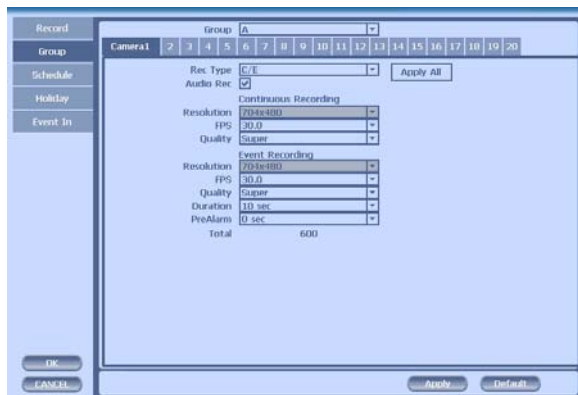 Record
Group
Schedule
Holiday
Event In
OK
CANCEL
Group A
Camera1 2 3 4 5 6 7 8 9 10 11 12 13 14 15 16 17 18 19 20
Rec Type C/E Apply All
Audio Rec
Continuous Recording
Resolution 704x480
FPS 30.0
Quality Super
Event Recording
Resolution 704x480
FPS 30.0
Quality Super
Duration 10 sec
PreAlarm 0 sec
Total 600
Apply Default